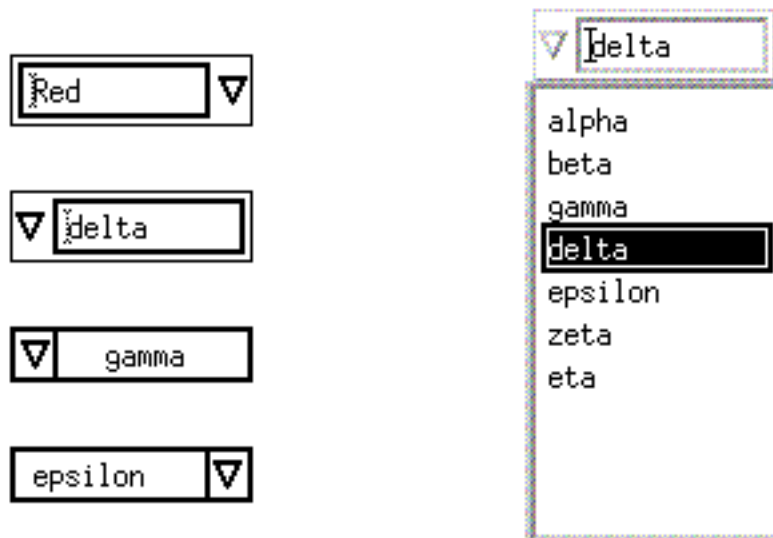 Red
delta
gamma
epsilon
delta
alpha
beta
gamma
delta
epsilon
zeta
eta